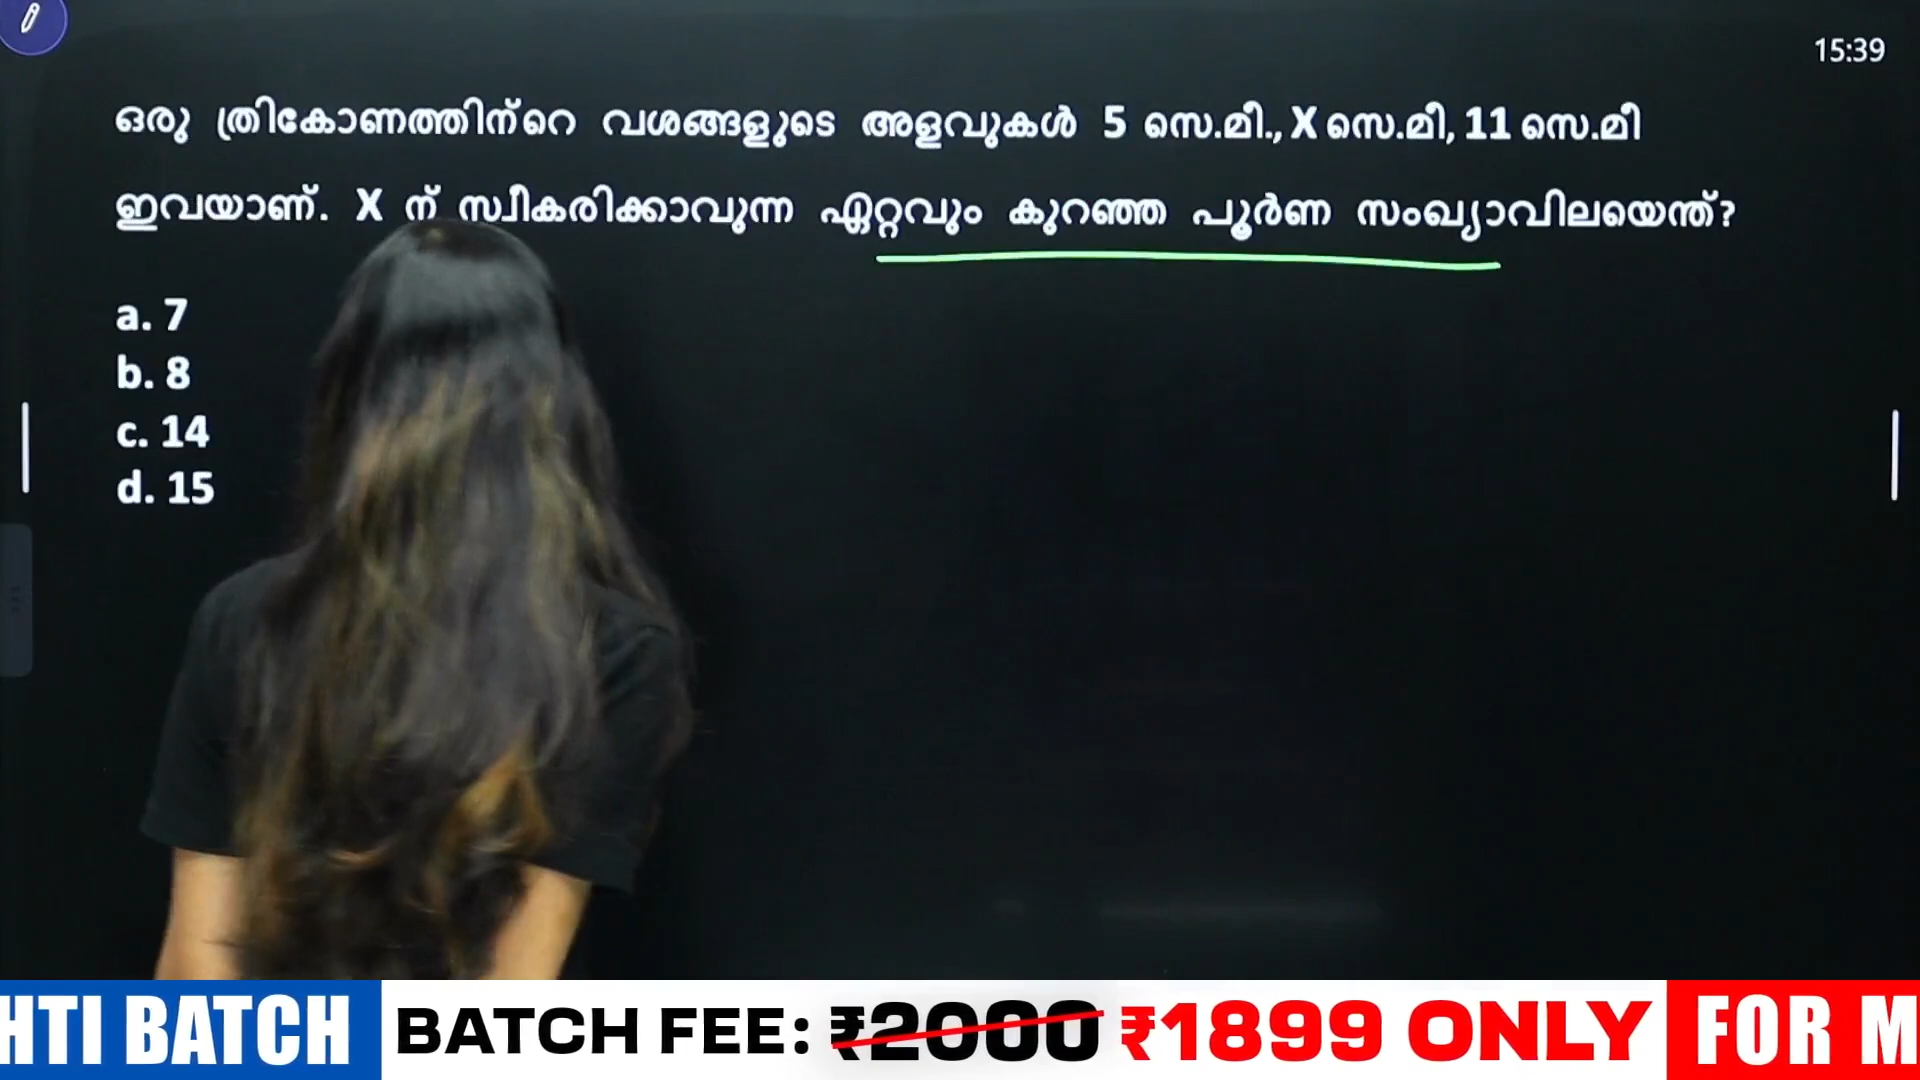 15:39
ഒരു ത്രികോണത്തിന്റെ വശങ്ങളുടെ അളവുകൾ 5 സെ.മീ., X സെ.മീ, 11 സെ.മീ
ഇവയാണ്. X ന് സ്വീകരിക്കാവുന്ന ഏറ്റവും കുറഞ്ഞ പൂർണ സംഖ്യാവിലയെന്ത്?
a. 7
b. 8
c. 14
d. 15
HTI BATCH BATCH FEE: ₹2000 ₹1899 ONLY FOR M